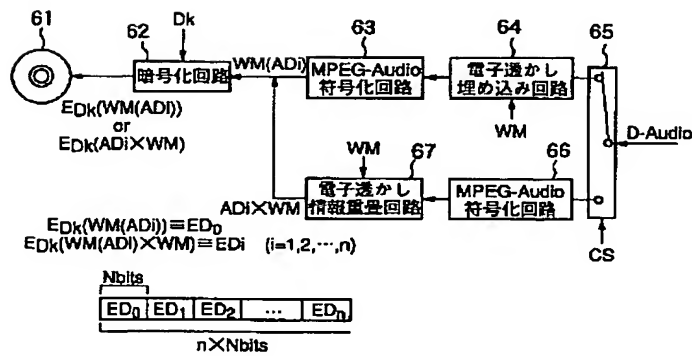 61
62
Dk
63
64
65
暗号化回路
WM(ADi)
MPEG-Audio
符号化回路
電子透かし
埋め込み回路
EDk(WM(ADi))
or
EDk(ADi×WM)
WM
D-Audio
WM
67
66
ADi×WM
電子透かし
情報重畳回路
MPEG-Audio
符号化回路
CS
EDk(WM(ADi))≡ED0
EDk(WM(ADi)×WM)≡EDi (i=1,2,…,n)
Nbits
ED0 ED1 ED2 … EDn
n×Nbits